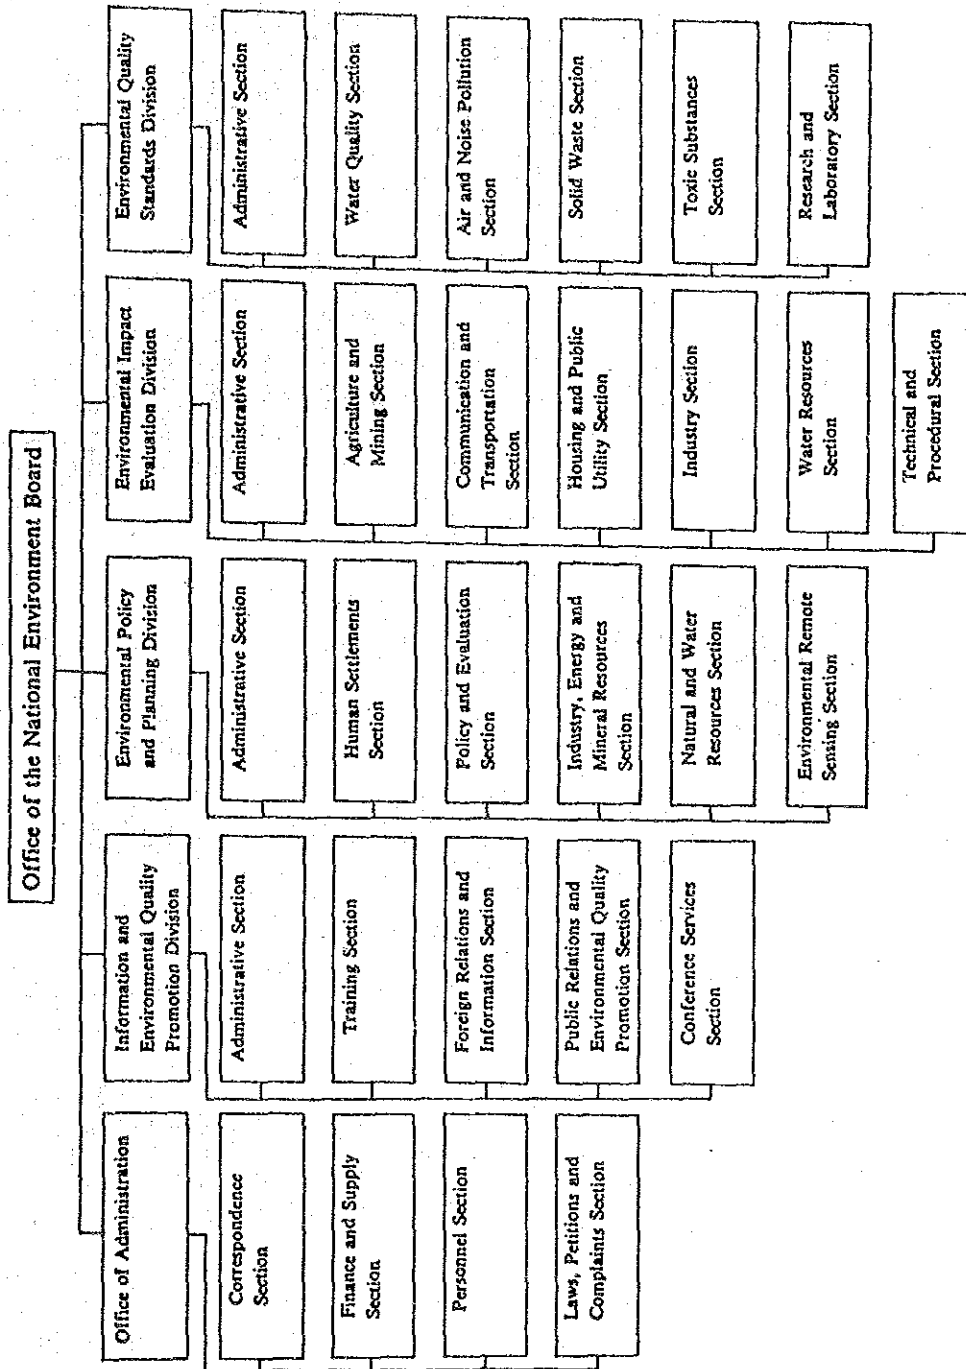 Office of the National Environment Board
Office of Administration
Correspondence
Section
Finance and Supply
Section
Personnel Section
Laws, Petitions and
Complaints Section
Information and
Environmental Quality
Promotion Division
Administrative Section
Training Section
Foreign Relations and
Information Section
Public Relations and
Environmental Quality
Promotion Section
Conference Services
Section
Environmental Policy
and Planning Division
Administrative Section
Human Settlements
Section
Policy and Evaluation
Section
Industry, Energy and
Mineral Resources
Section
Natural and Water
Resources Section
Environmental Remote
Sensing Section
Environmental Impact
Evaluation Division
Administrative Section
Agriculture and
Mining Section
Communication and
Transportation
Section
Housing and Public
Utility Section
Industry Section
Water Resources
Section
Technical and
Procedural Section
Environmental Quality
Standards Division
Administrative Section
Water Quality Section
Air and Noise Pollution
Section
Solid Waste Section
Toxic Substances
Section
Research and
Laboratory Section